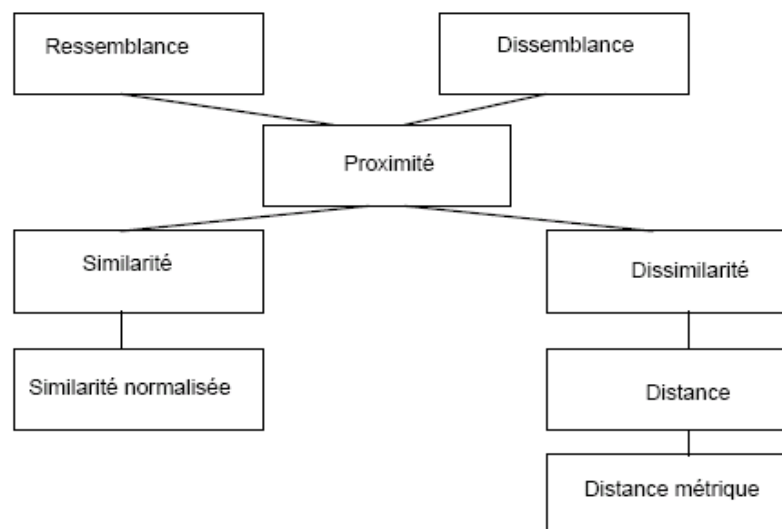 Ressemblance
Dissemblance
Proximité
Similarité
Dissimilarité
Similarité normalisée
Distance
Distance métrique